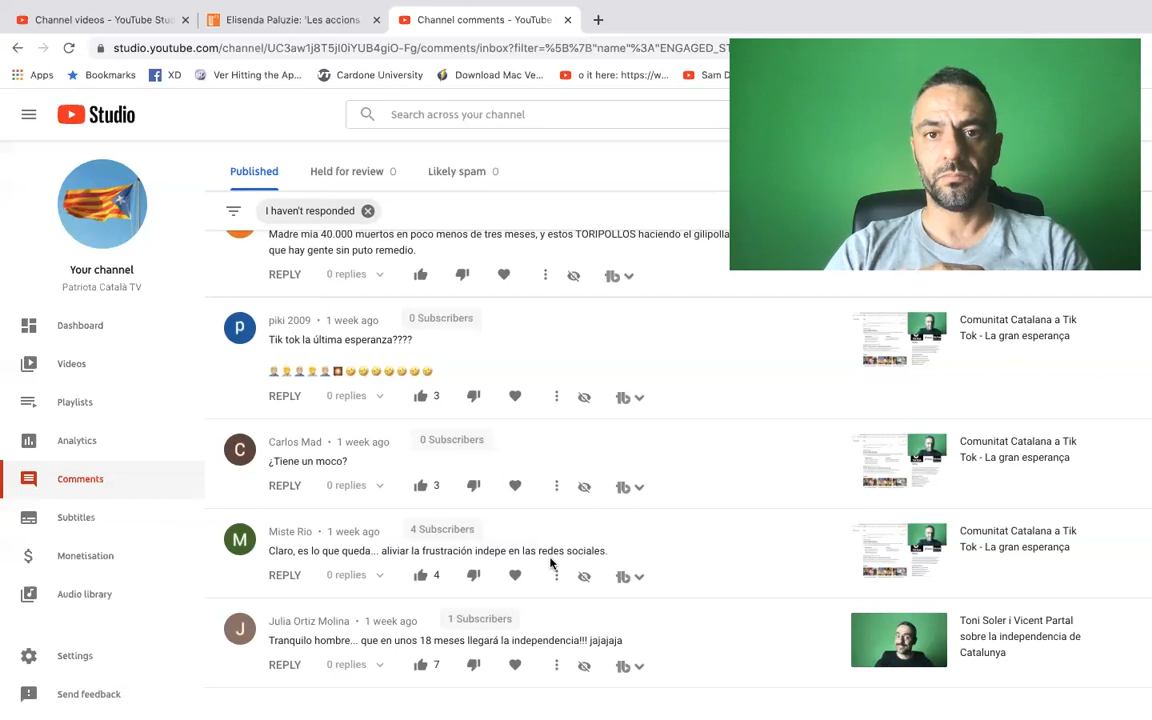 Channel videos - YouTube Stu
Elisenda Paluzie: 'Les accions
Channel comments - YouTube
studio.youtube.com/channel/UC3aw1j8T5jI0iYUB4giO-Fg/comments/inbox?filter=%5B%7B"name"%3A"ENGAGED_ST
Apps
Bookmarks
XD
Ver Hitting the Ap...
Cardone University
Download Mac Ve...
o it here: https://w...
Sam D
Studio
Search across your channel
Your channel
Patriota Català TV
Dashboard
Videos
Playlists
Analytics
Comments
Subtitles
Monetisation
Audio library
Settings
Send feedback
Published
Held for review 0
Likely spam 0
I haven't responded
Madre mia 40.000 muertos en poco menos de tres meses, y estos TORIPOLLOS haciendo el gilipolla
que hay gente sin puto remedio.
REPLY 0 replies
piki 2009 • 1 week ago 0 Subscribers
Tik tok la última esperanza????
REPLY 0 replies 3
Comunitat Catalana a Tik
Tok - La gran esperança
Carlos Mad • 1 week ago 0 Subscribers
¿Tiene un moco?
REPLY 0 replies 3
Comunitat Catalana a Tik
Tok - La gran esperança
Miste Rio • 1 week ago 4 Subscribers
Claro, es lo que queda... aliviar la frustración indepe en las redes sociales.
REPLY 0 replies 4
Comunitat Catalana a Tik
Tok - La gran esperança
Julia Ortiz Molina • 1 week ago 1 Subscribers
Tranquilo hombre... que en unos 18 meses llegará la independencia!!! jajajaja
REPLY 0 replies 7
Toni Soler i Vicent Partal
sobre la independencia de
Catalunya